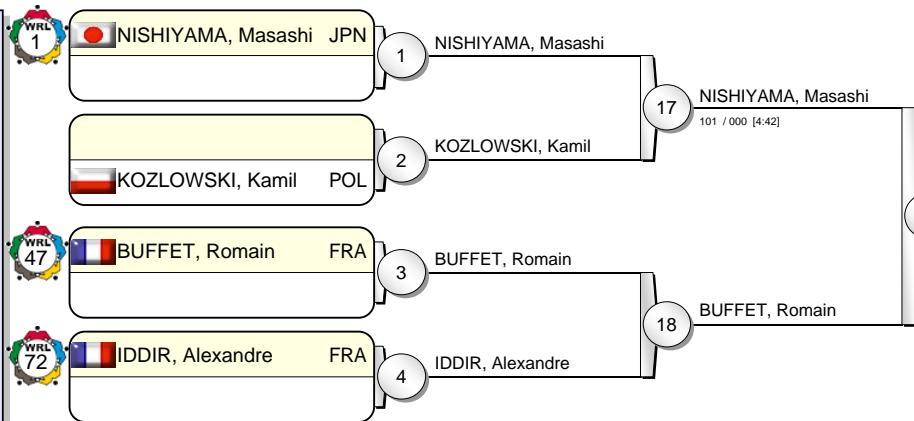 WRL
1
NISHIYAMA, Masashi JPN
1
NISHIYAMA, Masashi
KOZLOWSKI, Kamil POL
2
KOZLOWSKI, Kamil
17
NISHIYAMA, Masashi
101 / 000 [4:42]
WRL
47
BUFFET, Romain FRA
3
BUFFET, Romain
WRL
72
IDDIR, Alexandre FRA
4
IDDIR, Alexandre
18
BUFFET, Romain